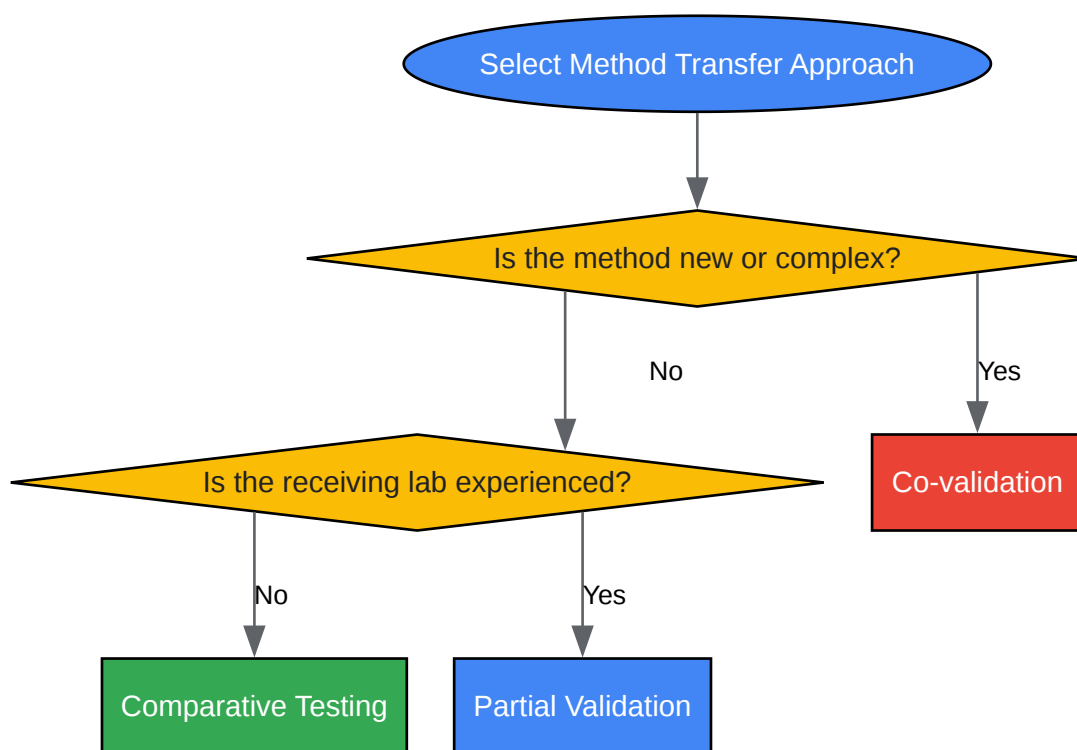 Select Method Transfer Approach
Is the method new or complex?
No
Yes
Is the receiving lab experienced?
Co-validation
No
Yes
Comparative Testing
Partial Validation